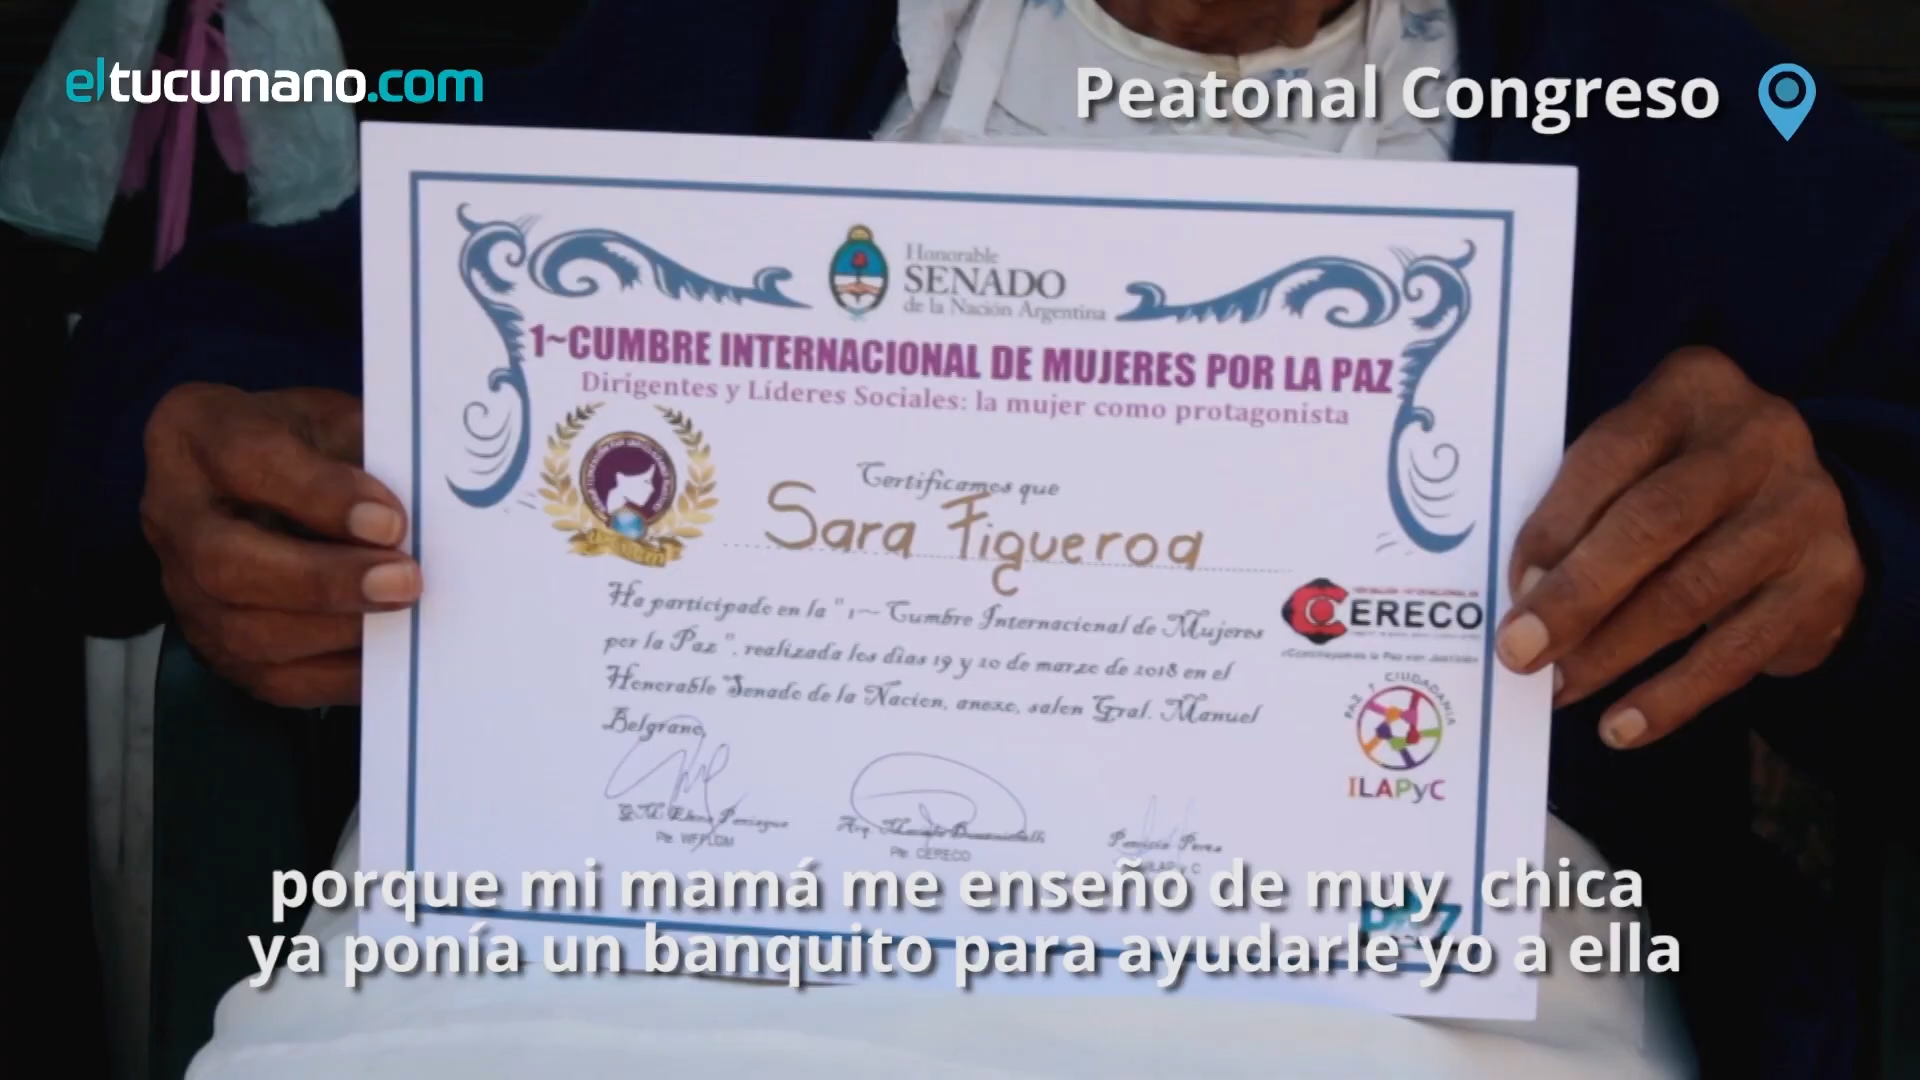 eltucumano.com
Peatonal Congreso
Honorable
SENADO
de la Nación Argentina
1~CUMBRE INTERNACIONAL DE MUJERES POR LA PAZ
Dirigentes y Líderes Sociales: la mujer como protagonista
Certificamos que
Sara Figueroa
Ha participado en la "1~ Cumbre Internacional de Mujeres
por la Paz", realizada los dias 19 y 20 de marzo de 2018 en el
Honorable Senado de la Nacion, anexo, salon Gral. Manuel
Belgrano,
CERECO
PAZ Y CIUDADANIA
ILAPyC
Pte. CERECO
porque mi mamá me enseño de muy chica
ya ponía un banquito para ayudarle yo a ella